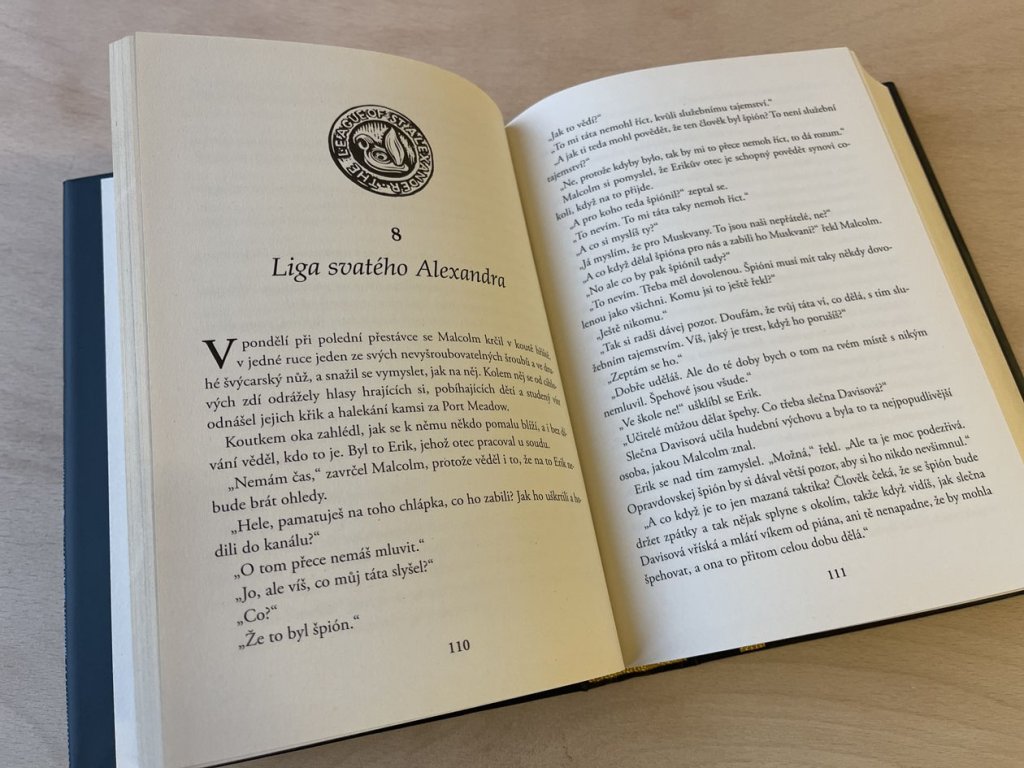 THE LEAGUE OF ST. ALEXANDER
8
Liga svatého Alexandra
V pondělí při polední přestávce se Malcolm krčil v koutě
v jedné ruce jeden ze svých nevyšroubovatelných šroubů a ve dru-
hé švýcarský nůž, a snažil se vymyslet, jak na něj. Kolem něj se od cihlo-
vých zdí odrážely hlasy hrajících si, pobíhajících dětí a studený vítr
odnášel jejich křik a halekání kamsi za Port Meadow.
Koutkem oka zahlédl, jak se k němu někdo pomalu blíží, a i bez dí-
vání věděl, kdo to je. Byl to Erik, jehož otec pracoval u soudu.
„Nemám čas,“ zavrčel Malcolm, protože věděl i to, že na to Erik ne-
bude brát ohledy.
„Hele, pamatuješ na toho chlápka, co ho zabili? Jak ho uškrtili a ho-
dili do kanálu?“
„O tom přece nemáš mluvit.“
„Jo, ale víš, co můj táta slyšel?“
„Co?“
„Že to byl špión.“
110
„Jak to vědí?“
„To mi táta nemohl říct, kvůli služebnímu tajemství.“
„A jak ti teda mohl povědět, že ten člověk byl špión? To není služební
tajemství?“
„Ne, protože kdyby bylo, tak by mi to přece nemoh říct, to dá rozum.“
Malcolm si pomyslel, že Erikův otec je schopný povědět synovi co-
koli, když na to přijde.
„A pro koho teda špiónil?“ zeptal se.
„To nevím. To mi táta taky nemoh říct.“
„A co si myslíš ty?“
„Já myslím, že pro Muskvany. To jsou naši nepřátelé, ne?“
„A co když dělal špióna pro nás a zabili ho Muskvani?“ řekl Malcolm.
„No ale co by pak špiónil tady?“
„To nevím. Třeba měl dovolenou. Špióni musí mít taky někdy dovo-
lenou jako všichni. Komu jsi to ještě řekl?“
„Ještě nikomu.“
„Tak si radši dávej pozor. Doufám, že tvůj táta ví, co dělá, s tím slu-
žebním tajemstvím. Víš, jaký je trest, když ho porušíš?“
„Zeptám se ho.“
„Dobře uděláš. Ale do té doby bych o tom na tvém místě s nikým
nemluvil. Špehové jsou všude.“
„Ve škole ne!“ ušklíbl se Erik.
„Učitelé můžou dělat špehy. Co třeba slečna Davisová?“
Slečna Davisová učila hudební výchovu a byla to ta nejpopudlivější
osoba, jakou Malcolm znal.
Erik se nad tím zamyslel. „Možná,“ řekl. „Ale ta je moc podezřívá.
Opravdovskej špión by si dával větší pozor, aby si ho nikdo nevšimnul.“
„A co když je to jen mazaná taktika? Člověk čeká, že se špión bude
držet zpátky a tak nějak splyne s okolím, takže když vidíš, jak slečna
Davisová vříská a mlátí víkem od piána, ani tě nenapadne, že by mohla
špehovat, a ona to přitom celou dobu dělá.“
111